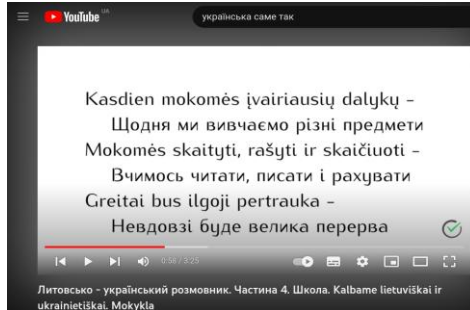 YouTube UA
українська саме так
Kasdien mokomės įvairiausių dalykų –
Щодня ми вивчаємо різні предмети
Mokomės skaityti, rašyti ir skaičiuoti –
Вчимось читати, писати і рахувати
Greitai bus ilgoji pertrauka –
Невдовзі буде велика перерва
0:58 / 3:25
Литовсько - український розмовник. Частина 4. Школа. Kalbame lietuviškai ir
ukrainietiškai. Mokykla